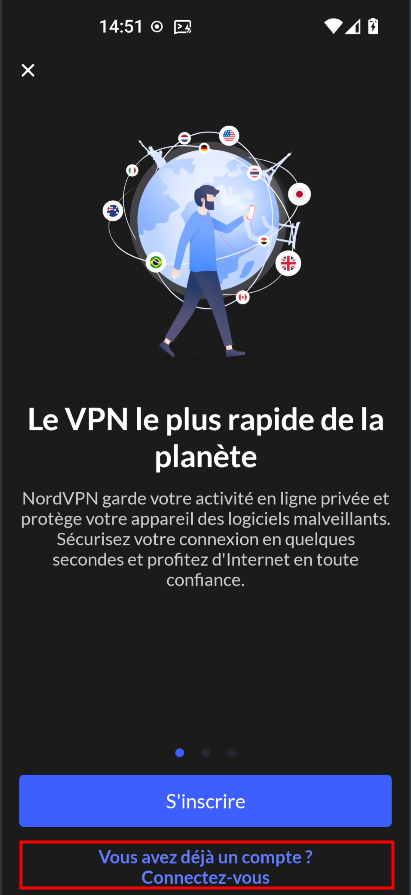 14:51
Le VPN le plus rapide de la
planète
NordVPN garde votre activité en ligne privée et
protège votre appareil des logiciels malveillants.
Sécurisez votre connexion en quelques
secondes et profitez d'Internet en toute
confiance.
S'inscrire
Vous avez déjà un compte ?
Connectez-vous